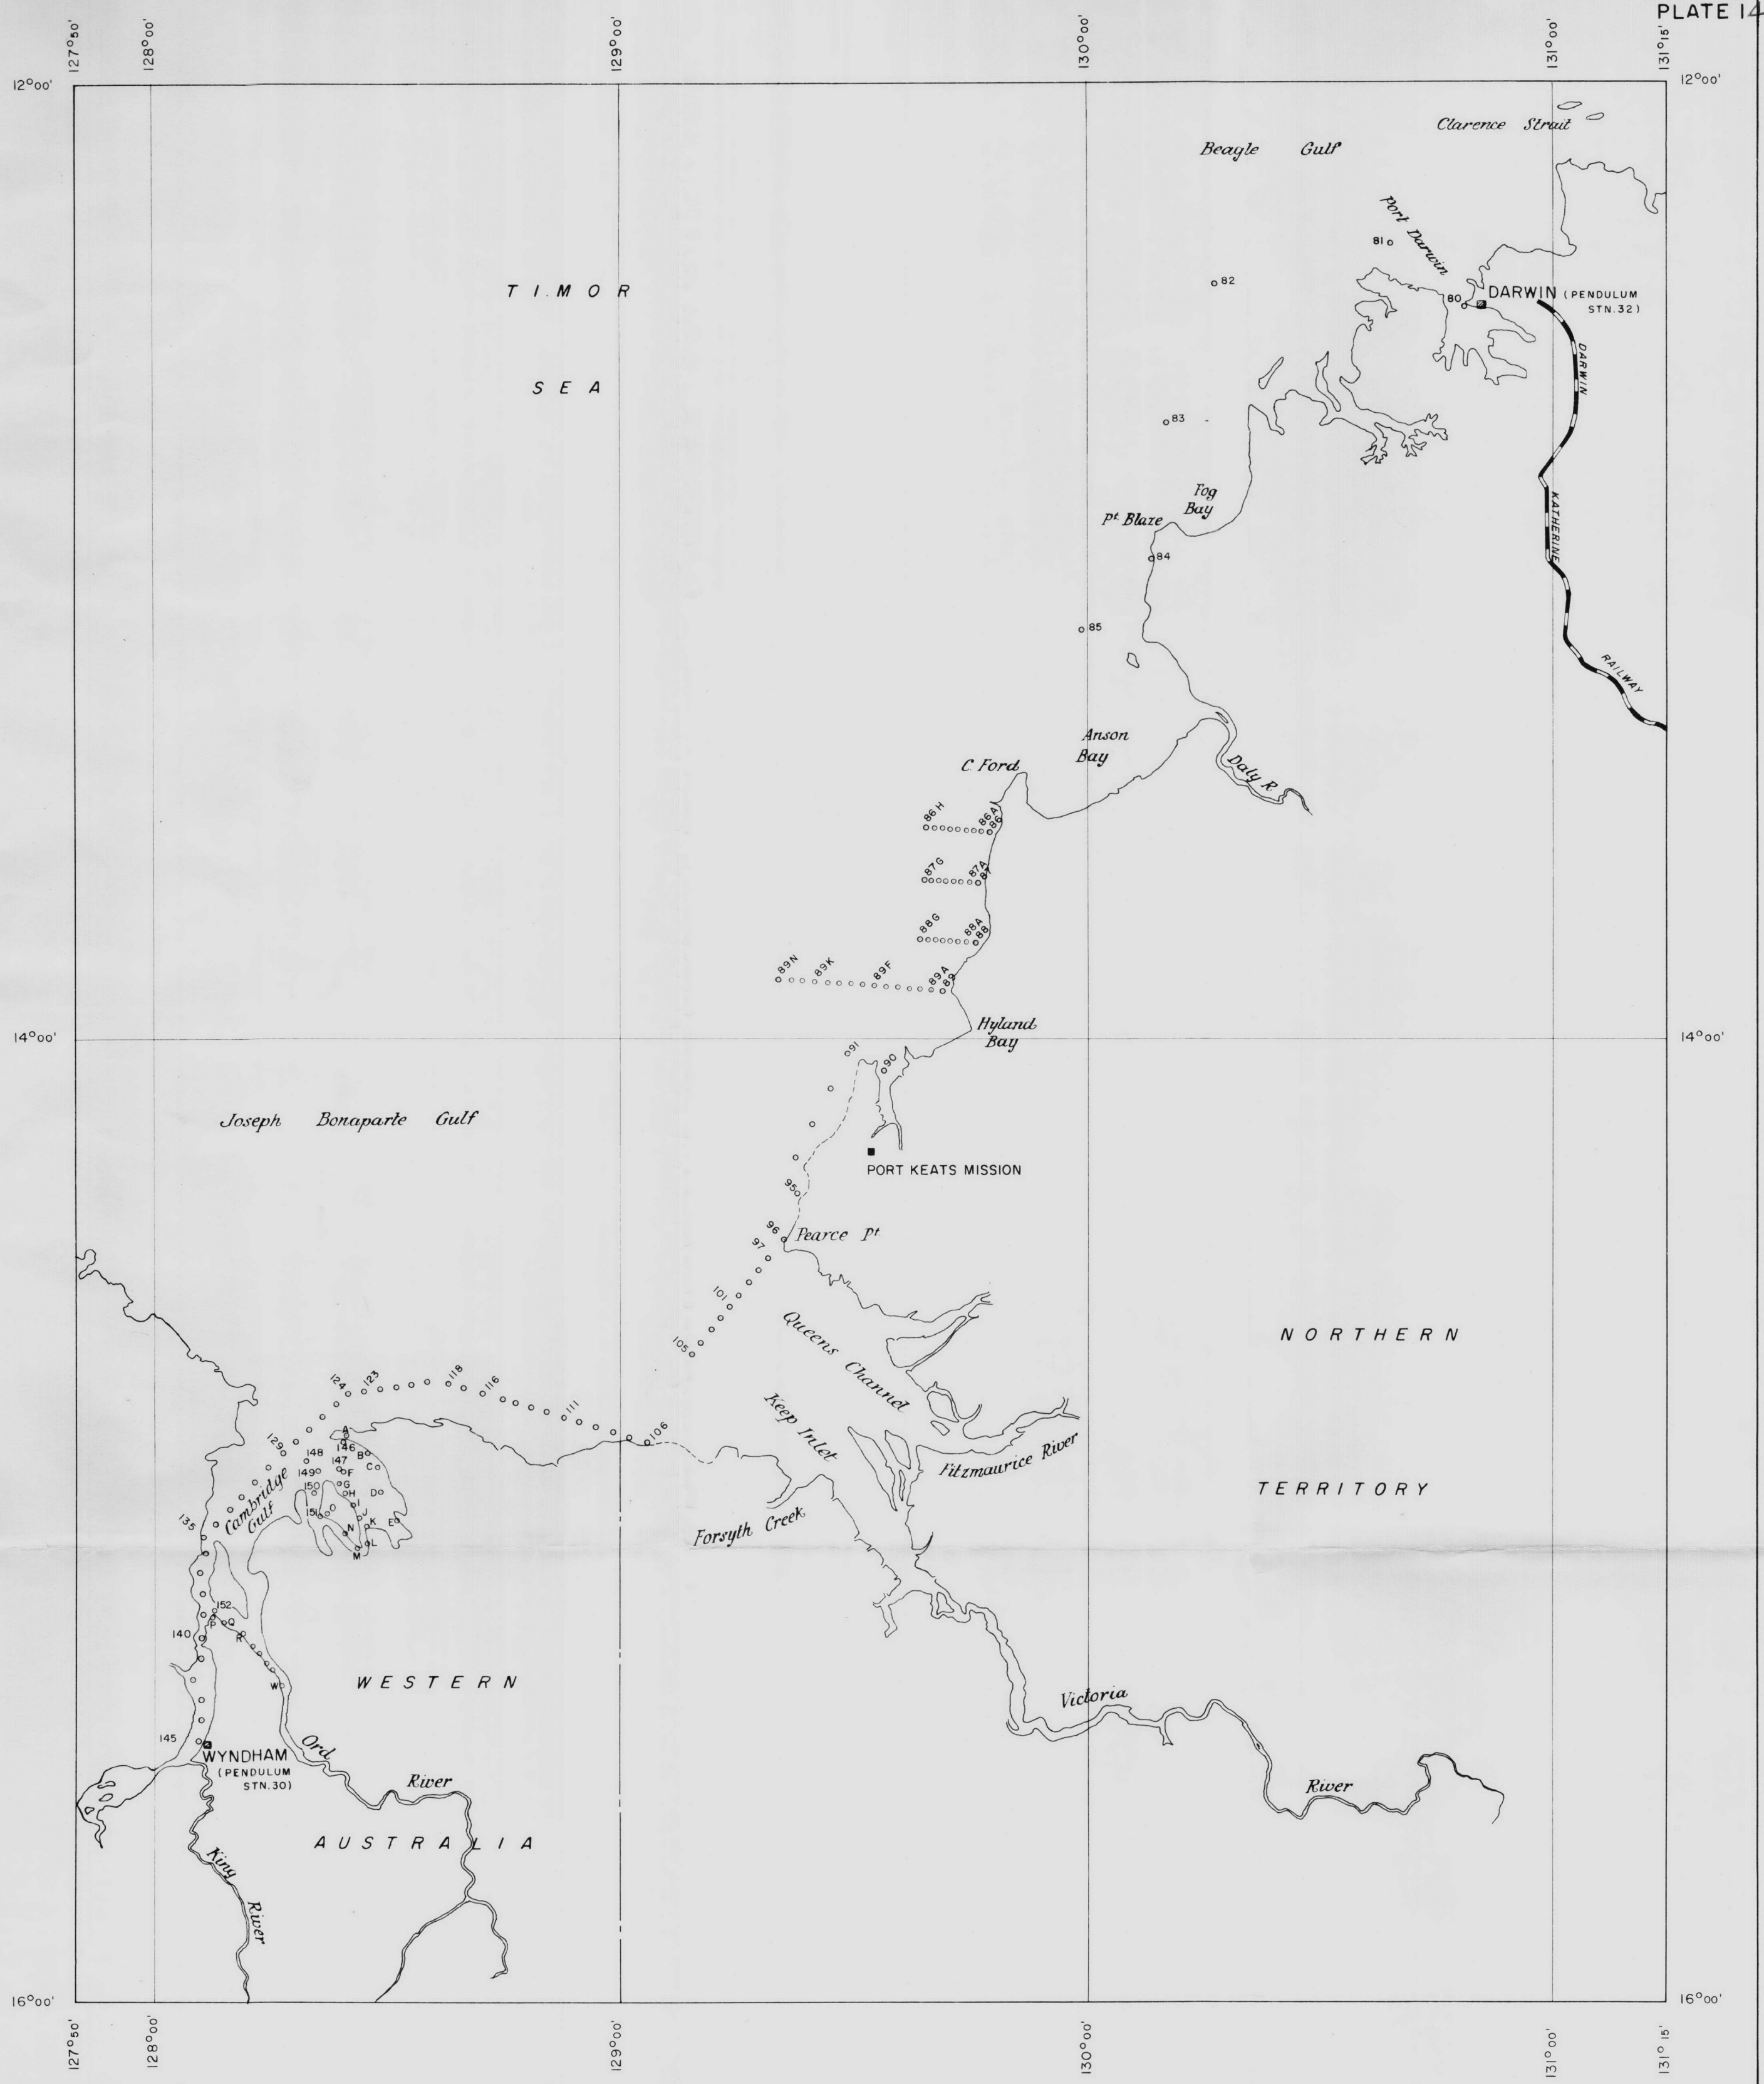 PLATE 14
127°50'
128°00'
129°00'
130°00'
131°00'
131°15'
12°00'
12°00'
Clarence Strait
Beagle Gulf
Port Darwin
81
82
TIMOR
80
DARWIN (PENDULUM
STN.32)
DARWIN
SEA
83
Fog
Bay
Pt. Blaze
KATHERINE
84
85
RAILWAY
Anson
Bay
C. Ford
Daly R.
86H
86A
86
87G
87A
87
88G
88A
88
89N
89K
89F
89A
89
Hyland
Bay
14°00'
14°00'
91
90
Joseph Bonaparte Gulf
PORT KEATS MISSION
95
96
Pearce Pt.
97
101
Queens Channel
NORTHERN
105
124
123
118
116
111
106
Keep Inlet
129
A
146
B
148
147
C
149
F
Fitzmaurice River
150
G
H
D
TERRITORY
Cambridge
Gulf
I
151
O
J
K
E
135
N
L
M
Forsyth Creek
152
P
Q
140
R
W
WESTERN
Victoria
145
WYNDHAM
(PENDULUM
STN.30)
Ord
River
River
AUSTRALIA
King
River
16°00'
16°00'
127°50'
128°00'
129°00'
130°00'
131°00'
131°15'